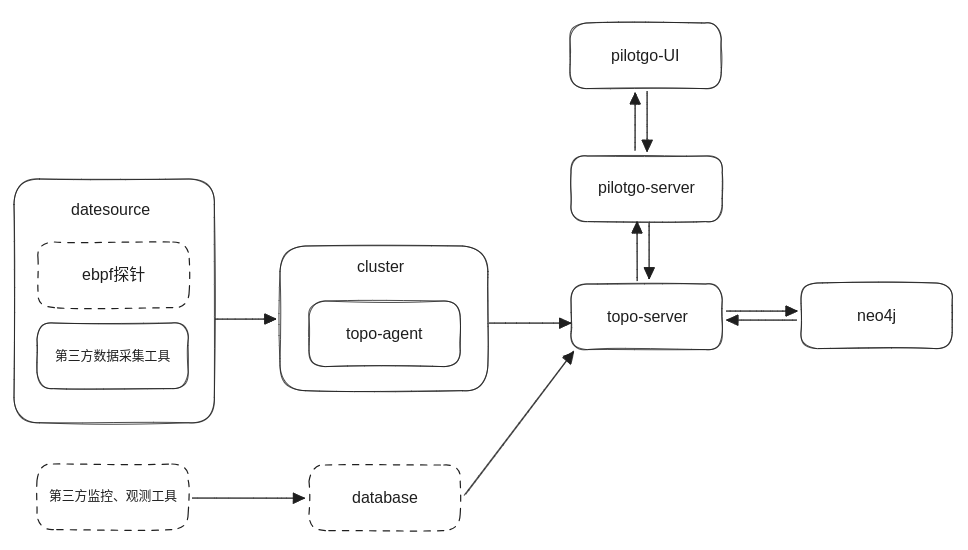 pilotgo-UI
pilotgo-server
datesource
ebpf探针
第三方数据采集工具
cluster
topo-agent
topo-server
neo4j
第三方监控、观测工具
database